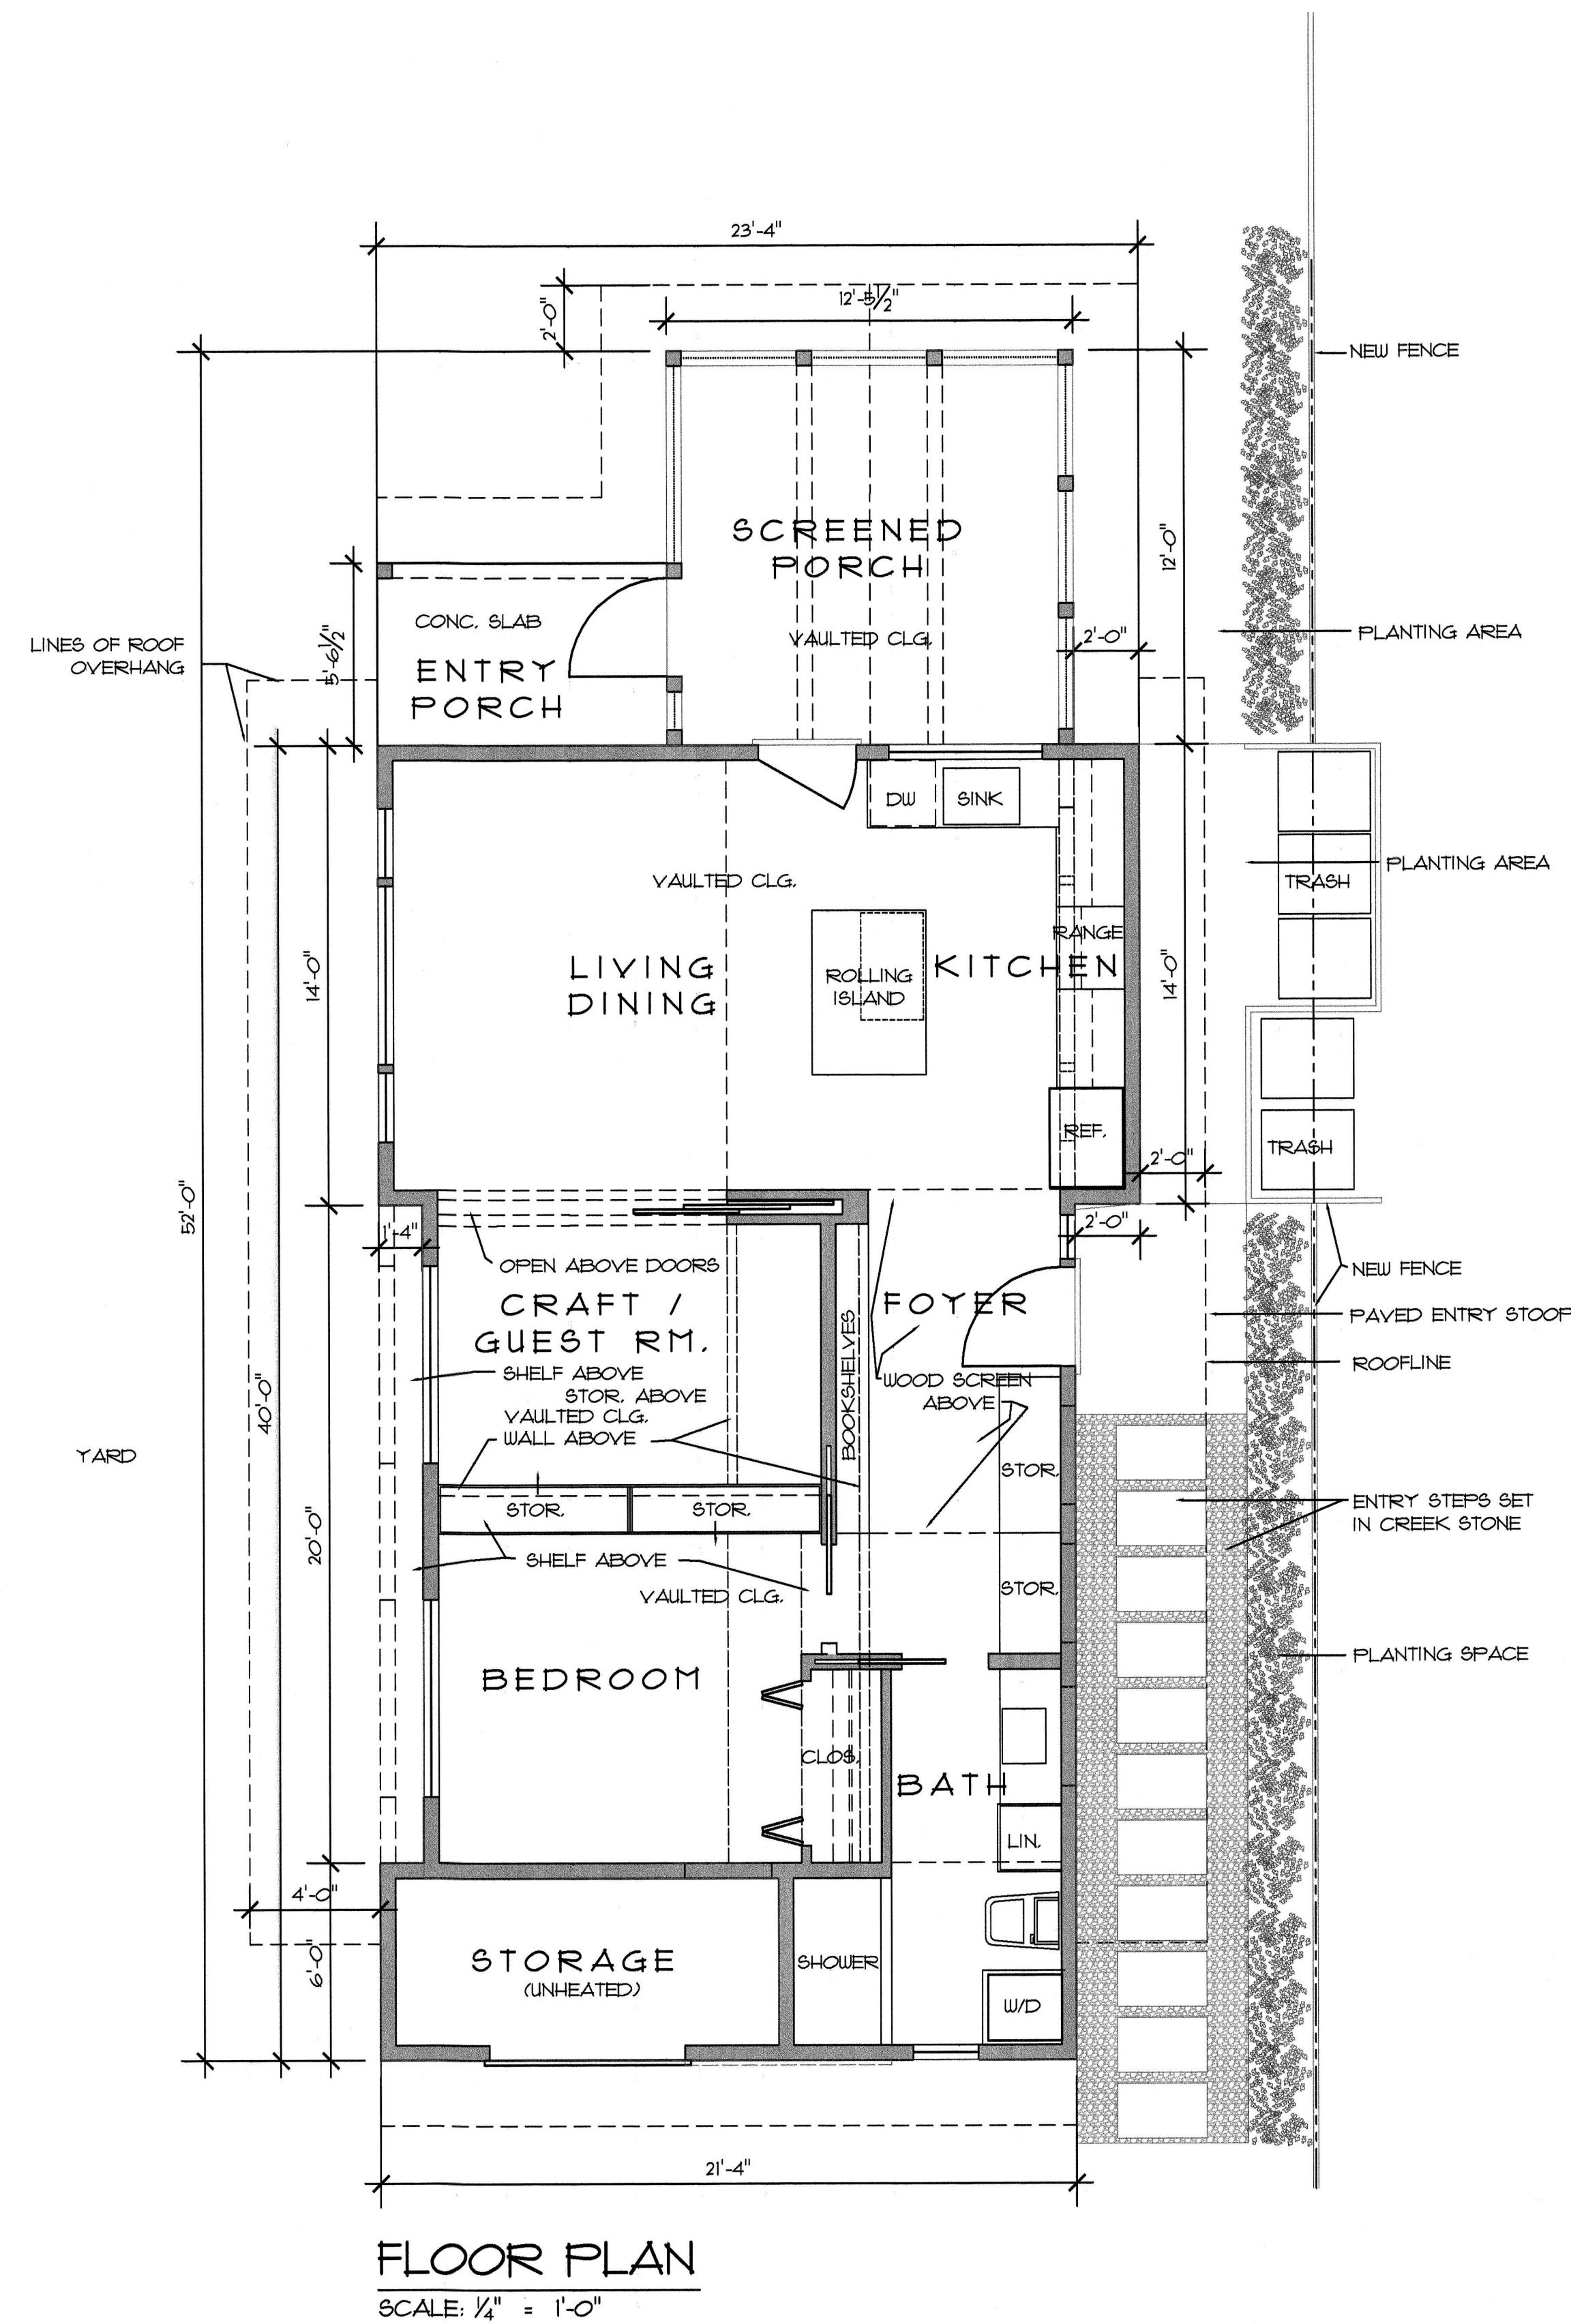 23'-4"
12'-5 1/2"
2'-0"
NEW FENCE
SCREENED
PORCH
12'-0"
CONC. SLAB
VAULTED CLG.
2'-0"
PLANTING AREA
LINES OF ROOF
OVERHANG
5'-6 1/2"
ENTRY
PORCH
DW
SINK
VAULTED CLG.
TRASH
PLANTING AREA
RANGE
LIVING
DINING
ROLLING
ISLAND
KITCHEN
14'-0"
14'-0"
REF.
TRASH
2'-0"
52'-0"
1'-4"
2'-0"
OPEN ABOVE DOORS
NEW FENCE
CRAFT /
GUEST RM.
FOYER
PAVED ENTRY STOOP
BOOKSHELVES
SHELF ABOVE
ROOFLINE
STOR. ABOVE
WOOD SCREEN
ABOVE
VAULTED CLG.
WALL ABOVE
40'-0"
YARD
STOR.
STOR.
STOR.
ENTRY STEPS SET
IN CREEK STONE
20'-0"
SHELF ABOVE
VAULTED CLG.
STOR.
BEDROOM
PLANTING SPACE
CLOS.
BATH
LIN.
4'-0"
6'-0"
STORAGE
(UNHEATED)
SHOWER
W/D
21'-4"
FLOOR PLAN
SCALE: 1/4" = 1'-0"